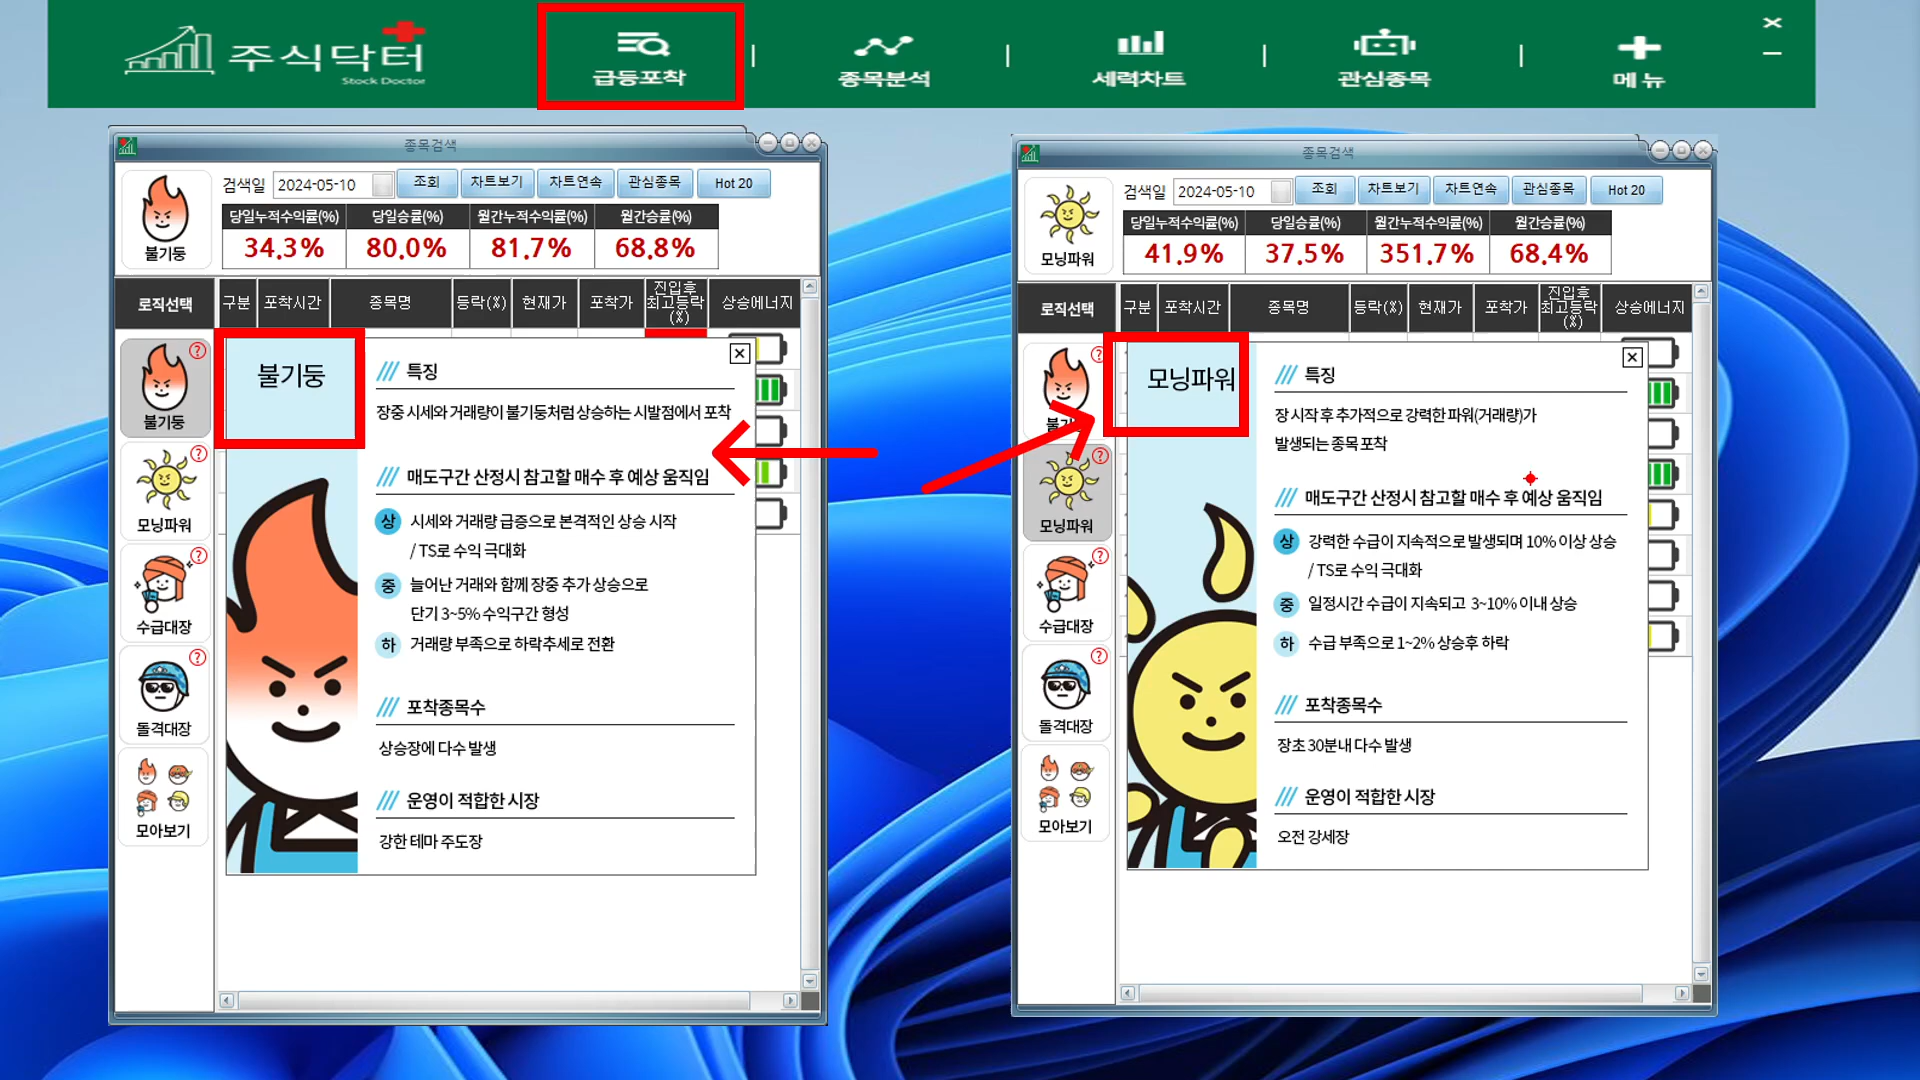 주식닥터
Stock Doctor
급등포착
종목분석
세력차트
관심종목
메뉴
종목검색
불기둥
검색일 2024-05-10 조회 차트보기 차트연속 관심종목 Hot 20
당일누적수익률(%) 당일승률(%) 월간누적수익률(%) 월간승률(%)
34.3% 80.0% 81.7% 68.8%
로직선택 구분 포착시간 종목명 등락(%) 현재가 포착가 진입후 최고등락 (%) 상승에너지
불기둥
모닝파워
수급대장
돌격대장
모아보기
불기둥
/// 특징
장중 시세와 거래량이 불기둥처럼 상승하는 시발점에서 포착
/// 매도구간 산정시 참고할 매수 후 예상 움직임
상 시세와 거래량 급증으로 본격적인 상승 시작
/ TS로 수익 극대화
중 늘어난 거래와 함께 장중 추가 상승으로
단기 3~5% 수익구간 형성
하 거래량 부족으로 하락추세로 전환
/// 포착종목수
상승장에 다수 발생
/// 운영이 적합한 시장
강한 테마 주도장
종목검색
모닝파워
검색일 2024-05-10 조회 차트보기 차트연속 관심종목 Hot 20
당일누적수익률(%) 당일승률(%) 월간누적수익률(%) 월간승률(%)
41.9% 37.5% 351.7% 68.4%
로직선택 구분 포착시간 종목명 등락(%) 현재가 포착가 진입후 최고등락 (%) 상승에너지
모닝파워
수급대장
돌격대장
모아보기
모닝파워
/// 특징
장 시작 후 추가적으로 강력한 파워(거래량)가
발생되는 종목 포착
/// 매도구간 산정시 참고할 매수 후 예상 움직임
상 강력한 수급이 지속적으로 발생되며 10% 이상 상승
/ TS로 수익 극대화
중 일정시간 수급이 지속되고 3~10% 이내 상승
하 수급 부족으로 1~2% 상승후 하락
/// 포착종목수
장초 30분내 다수 발생
/// 운영이 적합한 시장
오전 강세장